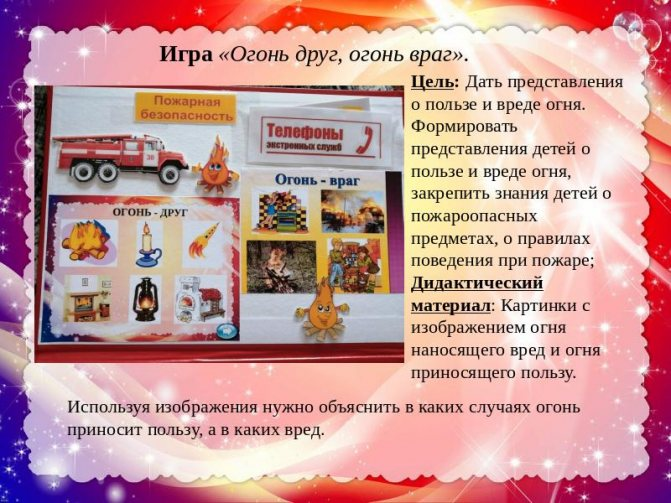 Игра «Огонь друг, огонь враг».
Цель: Дать представления
о пользе и вреде огня.
Формировать
представления детей о
пользе и вреде огня,
закрепить знания детей о
пожароопасных
предметах, о правилах
поведения при пожаре;
Дидактический
материал: Картинки с
изображением огня
наносящего вред и огня
приносящего пользу.
Пожарная
безопасность
Телефоны
экстренных служб
Огонь - враг
ОГОНЬ - ДРУГ
Используя изображения нужно объяснить в каких случаях огонь
приносит пользу, а в каких вред.